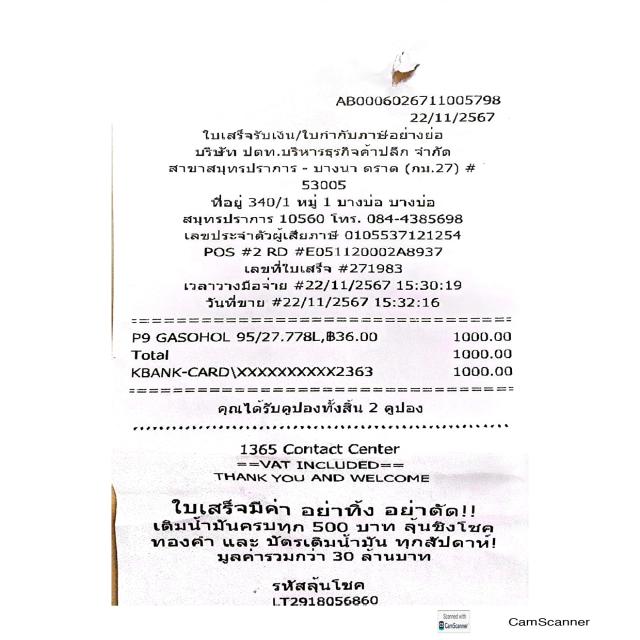 AB0006026711005798
22/11/2567
ใบเสร็จรับเงิน/ใบกำกับภาษีอย่างย่อ
บริษัท ปตท.บริหารธุรกิจค้าปลีก จำกัด
สาขาสมุทรปราการ - บางนา ตราด (กม.27) #
53005
ที่อยู่ 340/1 หมู่ 1 บางบ่อ บางบ่อ
สมุทรปราการ 10560 โทร. 084-4385698
เลขประจำตัวผู้เสียภาษี 0105537121254
POS #2 RD #E051120002A8937
เลขที่ใบเสร็จ #271983
เวลาวางมือจ่าย #22/11/2567 15:30:19
วันที่ขาย #22/11/2567 15:32:16
P9 GASOHOL 95/27.778L,฿36.00 1000.00
Total 1000.00
KBANK-CARD\XXXXXXXXXX2363 1000.00
คุณได้รับคูปองทั้งสิ้น 2 คูปอง
1365 Contact Center
==VAT INCLUDED==
THANK YOU AND WELCOME
ใบเสร็จมีค่า อย่าทิ้ง อย่าตัด!!
เติมน้ำมันครบทุก 500 บาท ลุ้นชิงโชค
ทองคำ และ บัตรเติมน้ำมัน ทุกสัปดาห์!
มูลค่ารวมกว่า 30 ล้านบาท
รหัสลุ้นโชค
LT2918056860
Scanned with
CamScanner
CamScanner